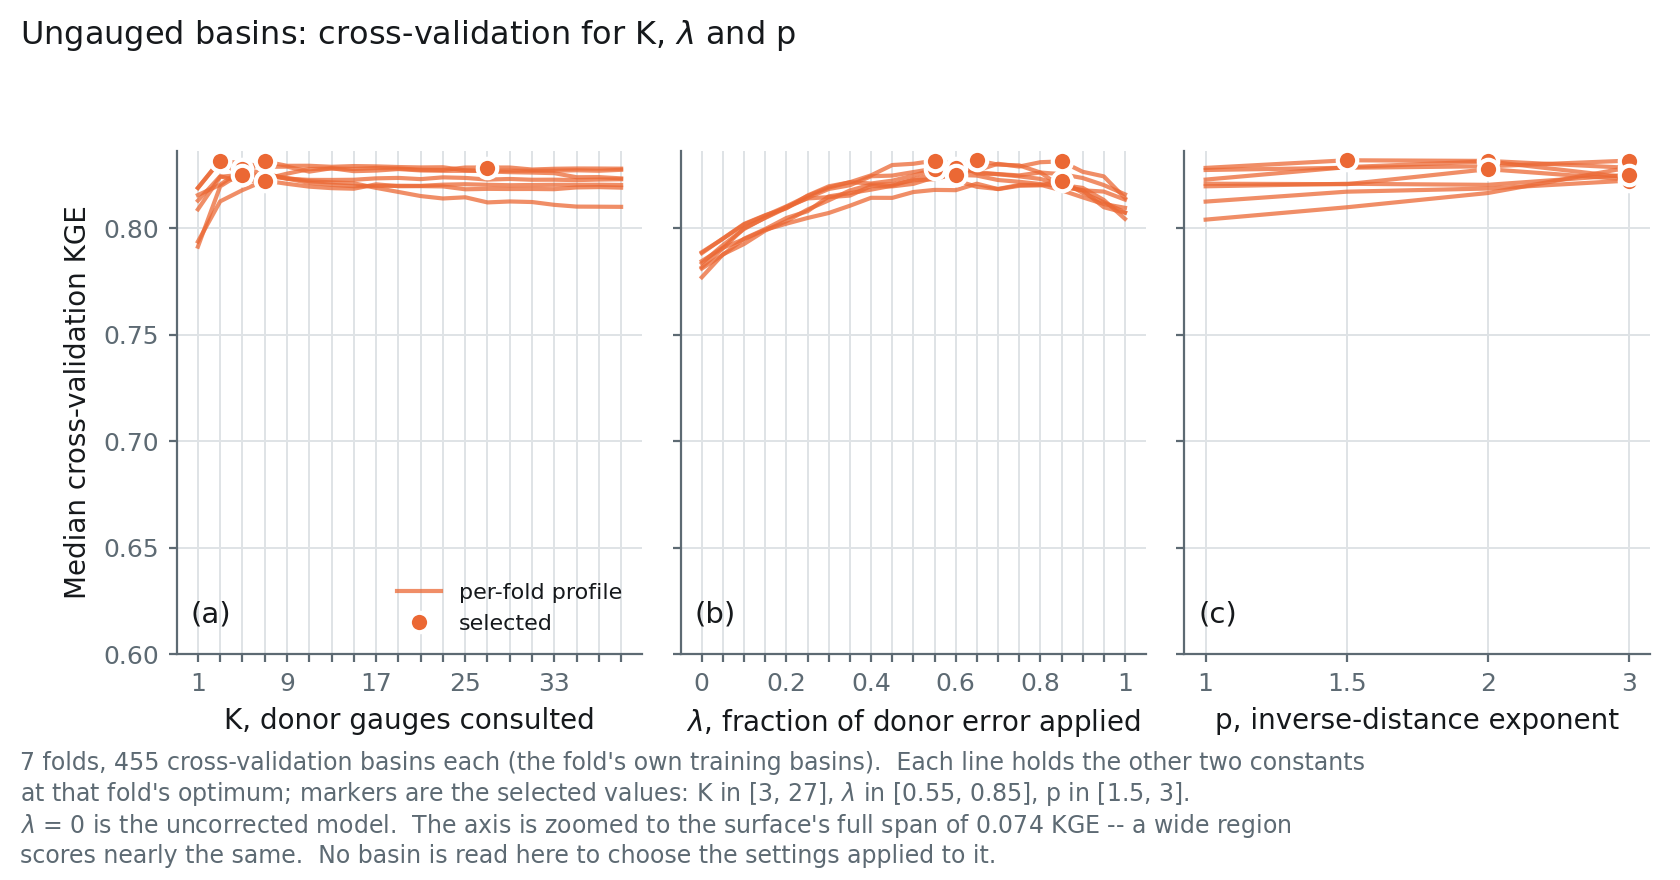 Ungauged basins: cross-validation for K, λ and p
Median cross-validation KGE
0.80
0.75
0.70
0.65
0.60
(a)
per-fold profile
selected
(b)
(c)
1 9 17 25 33
0 0.2 0.4 0.6 0.8 1
1 1.5 2 3
K, donor gauges consulted
λ, fraction of donor error applied
p, inverse-distance exponent
7 folds, 455 cross-validation basins each (the fold's own training basins).  Each line holds the other two constants
at that fold's optimum; markers are the selected values: K in [3, 27], λ in [0.55, 0.85], p in [1.5, 3].
λ = 0 is the uncorrected model.  The axis is zoomed to the surface's full span of 0.074 KGE -- a wide region
scores nearly the same.  No basin is read here to choose the settings applied to it.